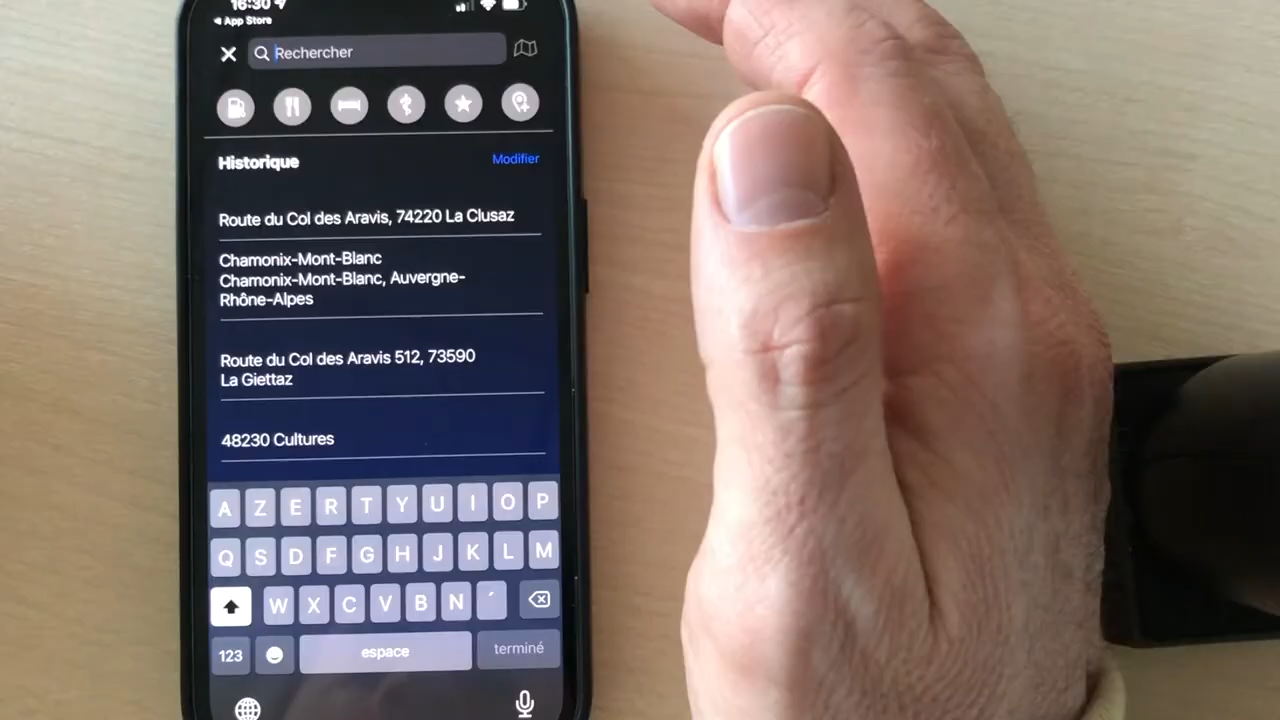 16:30
App Store
Rechercher
Historique
Modifier
Route du Col des Aravis, 74220 La Clusaz
Chamonix-Mont-Blanc
Chamonix-Mont-Blanc, Auvergne-
Rhône-Alpes
Route du Col des Aravis 512, 73590
La Giettaz
48230 Cultures
A Z E R T Y U I O P
Q S D F G H J K L M
W X C V B N ´
123 espace terminé